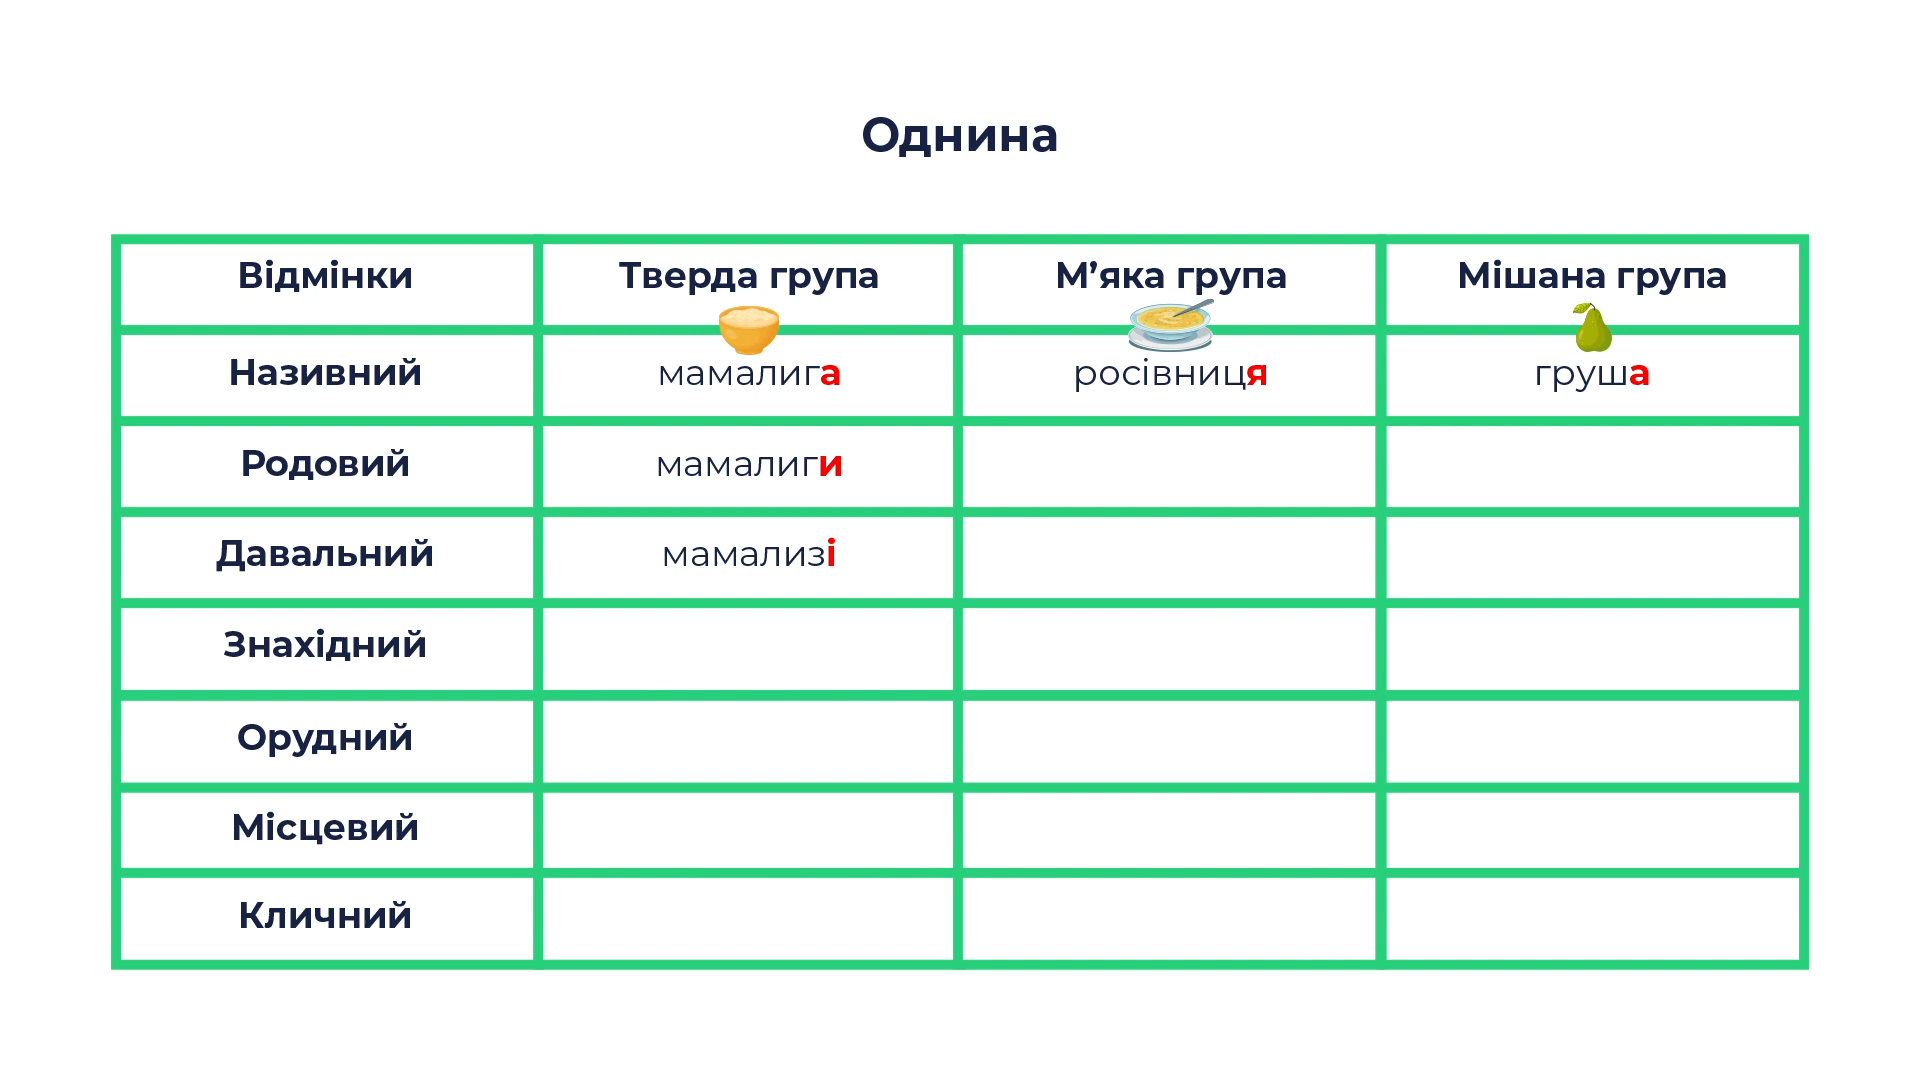 Однина
Відмінки Тверда група М’яка група Мішана група
Називний мамалига росівниця груша
Родовий мамалиги
Давальний мамализі
Знахідний
Орудний
Місцевий
Кличний